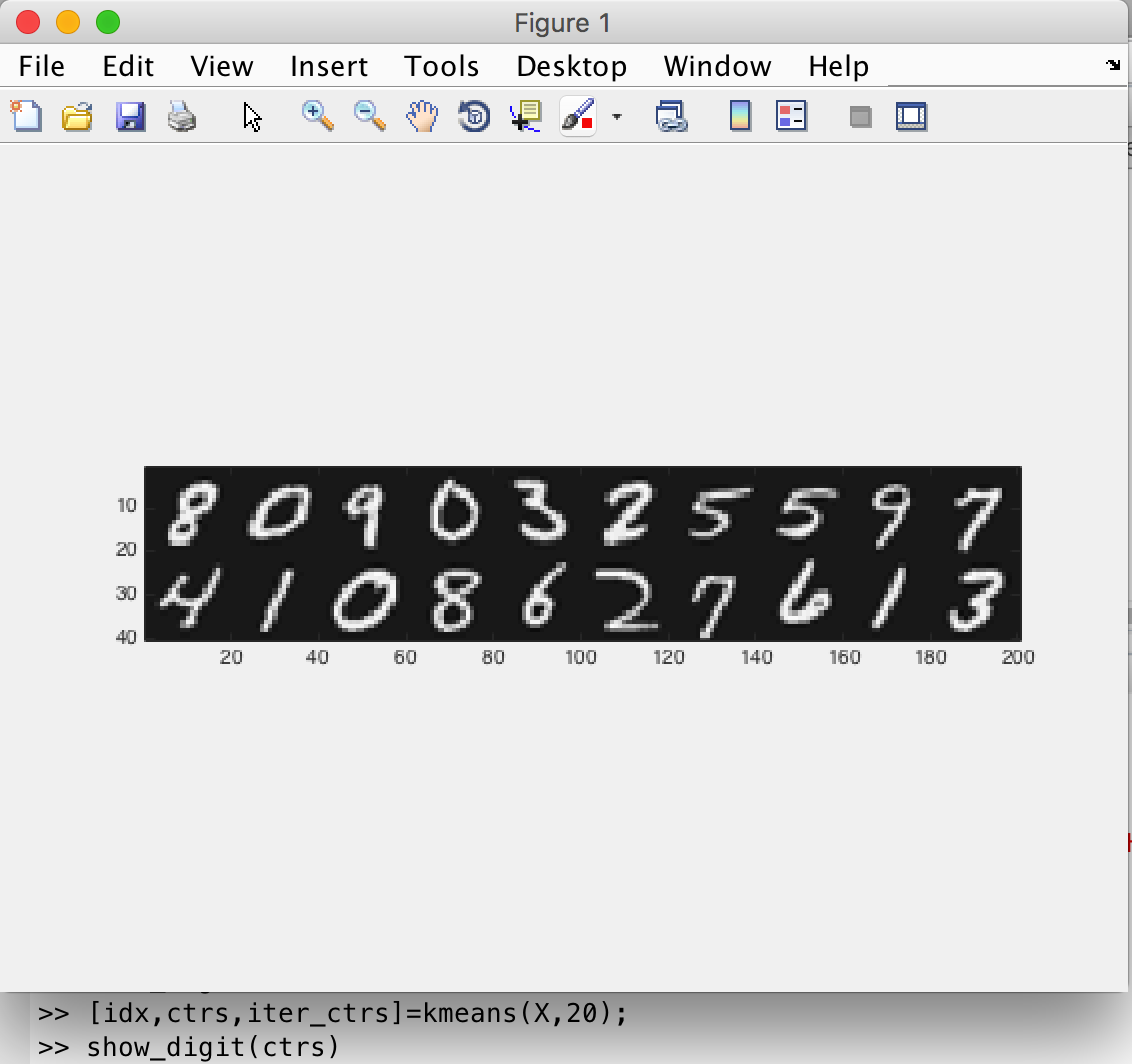 Figure 1
File Edit View Insert Tools Desktop Window Help
8 0 9 0 3 2 5 5 9 7
4 1 0 8 6 2 7 6 1 3
10
20
30
40
20 40 60 80 100 120 140 160 180 200
>> [idx,ctrs,iter_ctrs]=kmeans(X,20);
>> show_digit(ctrs)